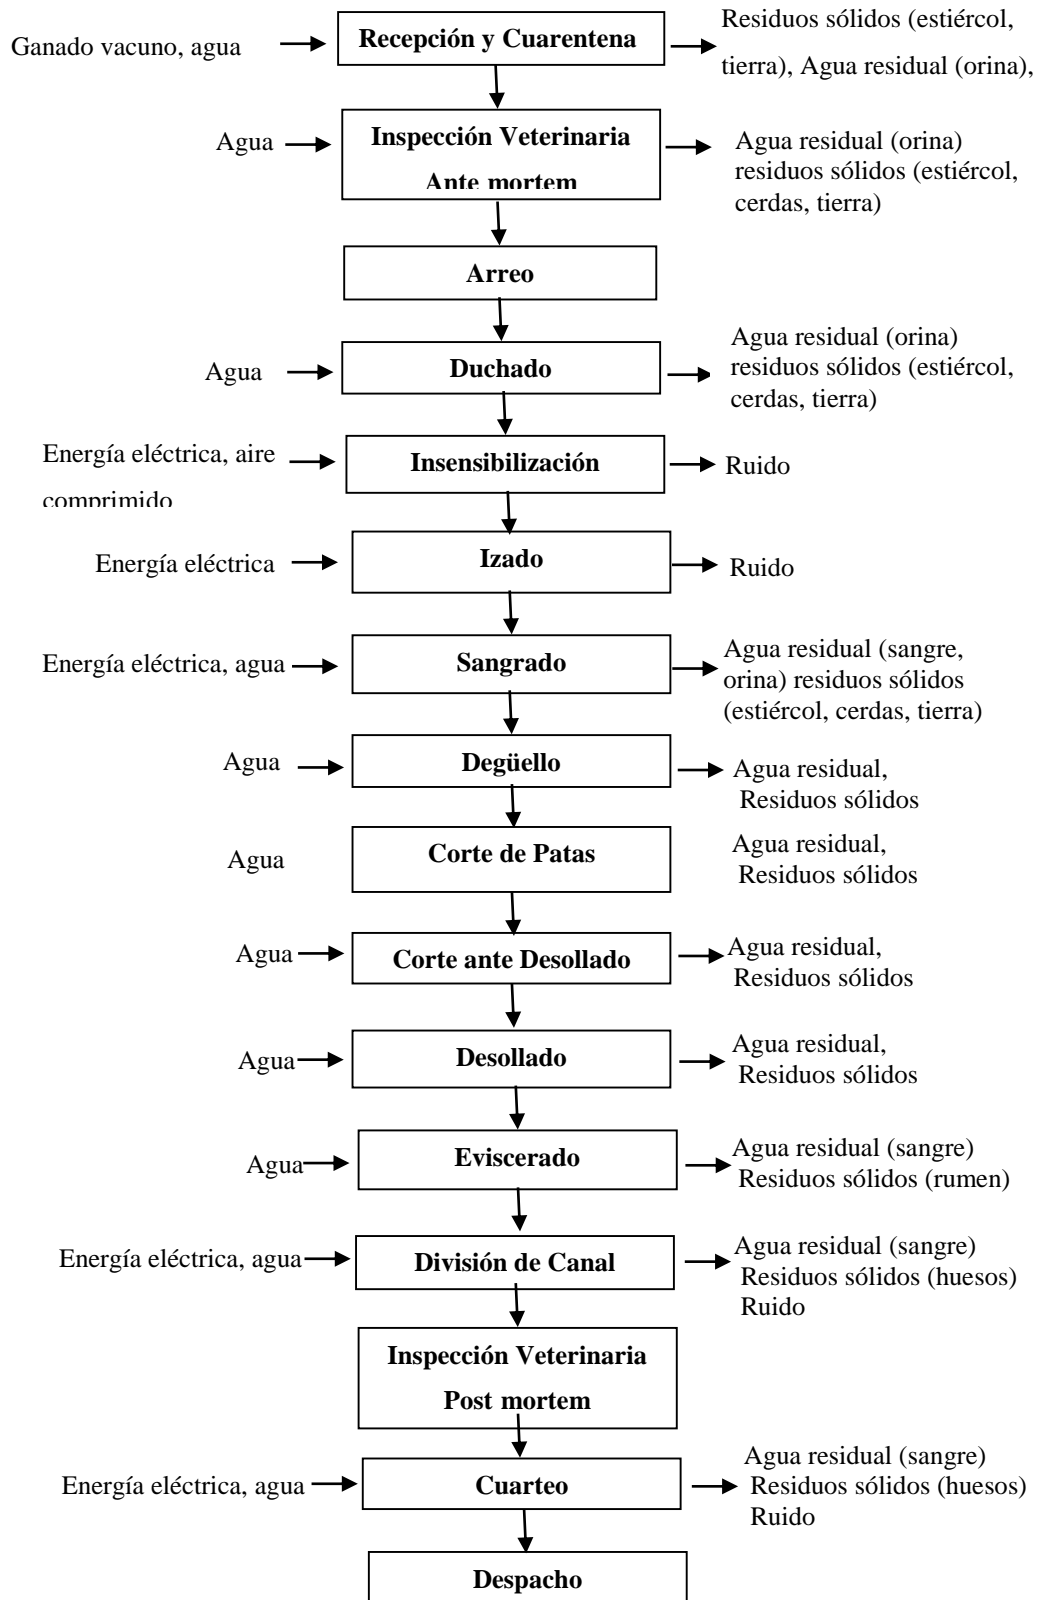 Ganado vacuno, agua
Recepción y Cuarentena
Residuos sólidos (estiércol,
tierra), Agua residual (orina),
Agua
Inspección Veterinaria
Ante mortem
Agua residual (orina)
residuos sólidos (estiércol,
cerdas, tierra)
Arreo
Agua
Duchado
Agua residual (orina)
residuos sólidos (estiércol,
cerdas, tierra)
Energía eléctrica, aire
comprimido
Insensibilización
Ruido
Energía eléctrica
Izado
Ruido
Energía eléctrica, agua
Sangrado
Agua residual (sangre,
orina) residuos sólidos
(estiércol, cerdas, tierra)
Agua
Degüello
Agua residual,
Residuos sólidos
Agua
Corte de Patas
Agua residual,
Residuos sólidos
Agua
Corte ante Desollado
Agua residual,
Residuos sólidos
Agua
Desollado
Agua residual,
Residuos sólidos
Agua
Eviscerado
Agua residual (sangre)
Residuos sólidos (rumen)
Energía eléctrica, agua
División de Canal
Agua residual (sangre)
Residuos sólidos (huesos)
Ruido
Inspección Veterinaria
Post mortem
Energía eléctrica, agua
Cuarteo
Agua residual (sangre)
Residuos sólidos (huesos)
Ruido
Despacho